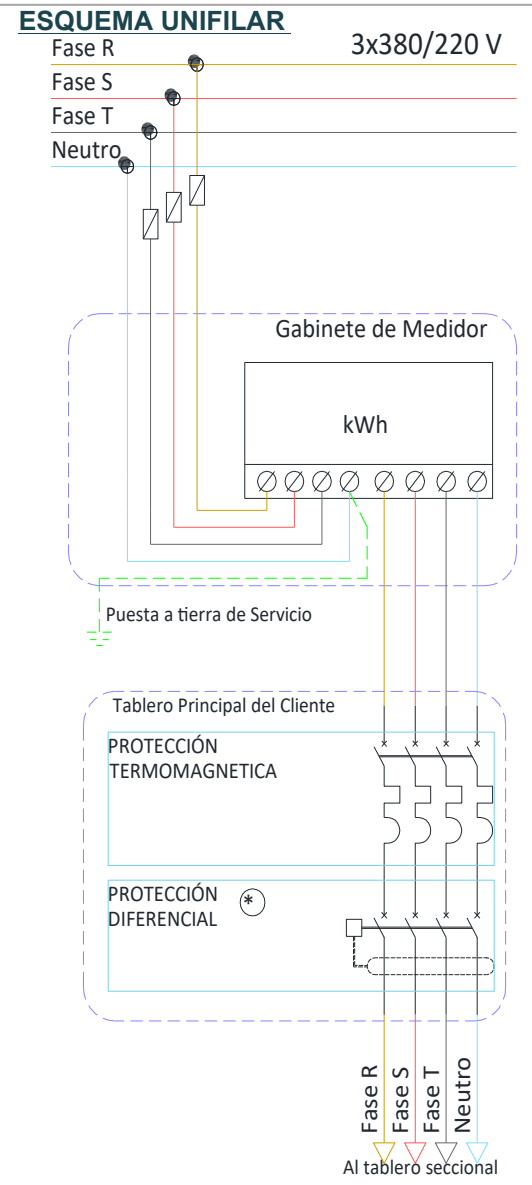 ESQUEMA UNIFILAR
Fase R
3x380/220 V
Fase S
Fase T
Neutro
Gabinete de Medidor
kWh
Puesta a tierra de Servicio
Tablero Principal del Cliente
PROTECCIÓN
TERMOMAGNETICA
PROTECCIÓN
DIFERENCIAL
*
Fase R
Fase S
Fase T
Neutro
Al tablero seccional